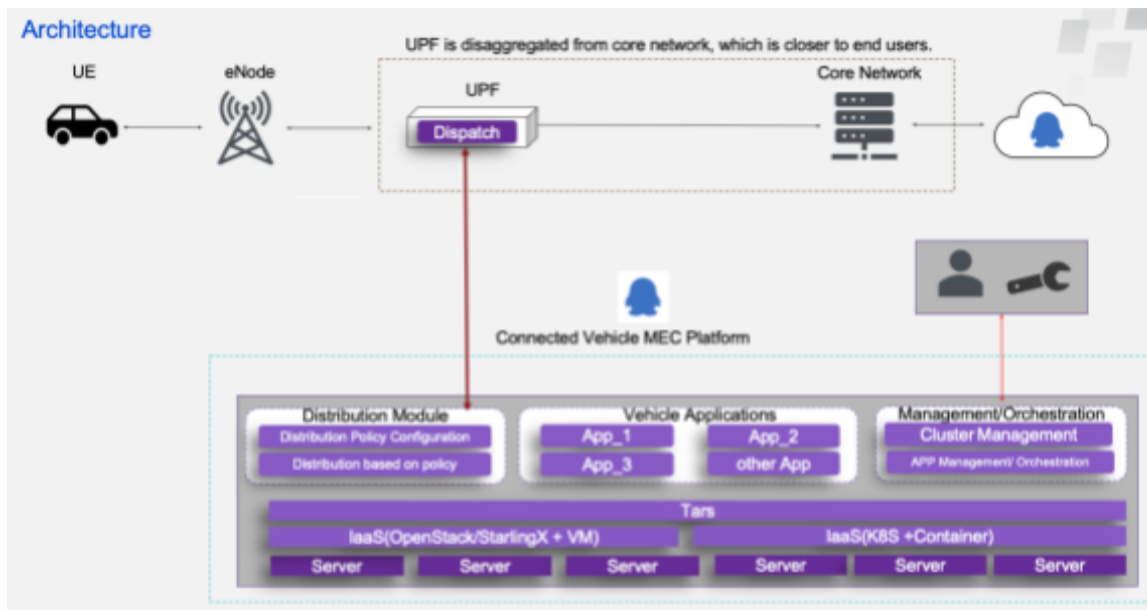 Architecture
UPF is disaggregated from core network, which is closer to end users.
UE
eNode
UPF
Core Network
Dispatch
Connected Vehicle MEC Platform
Distribution Module
Vehicle Applications
Management/Orchestration
Distribution Policy Configuration
App_1
App_2
Cluster Management
Distribution based on policy
App_3
other App
APP Management/ Orchestration
Tars
IaaS(OpenStack/StarlingX + VM)
IaaS(K8S +Container)
Server
Server
Server
Server
Server
Server